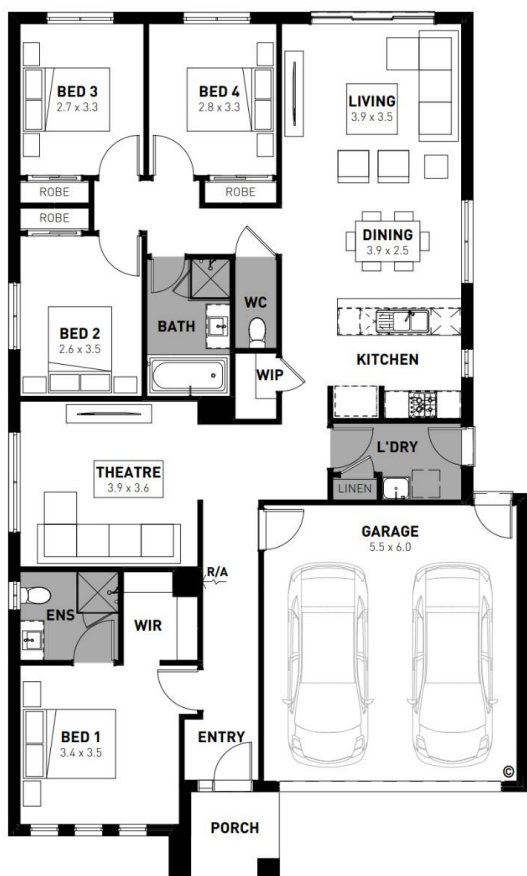 BED 3
2.7 x 3.3
BED 4
2.8 x 3.3
LIVING
3.9 x 3.5
ROBE
ROBE
ROBE
DINING
3.9 x 2.5
BED 2
2.6 x 3.5
BATH
WC
WIP
KITCHEN
THEATRE
3.9 x 3.6
L'DRY
LINEN
GARAGE
5.5 x 6.0
R/A
ENS
WIR
BED 1
3.4 x 3.5
ENTRY
PORCH
©